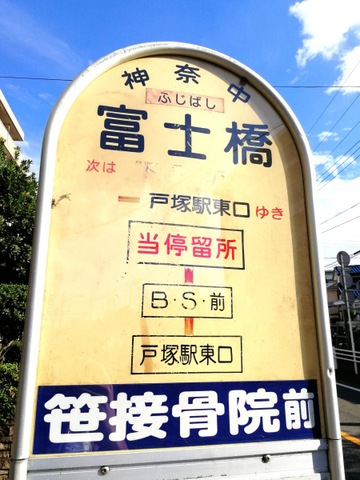 神奈中
ふじばし
富士橋
次は
戸塚駅東口 ゆき
当停留所
B・S・前
戸塚駅東口
笹接骨院前